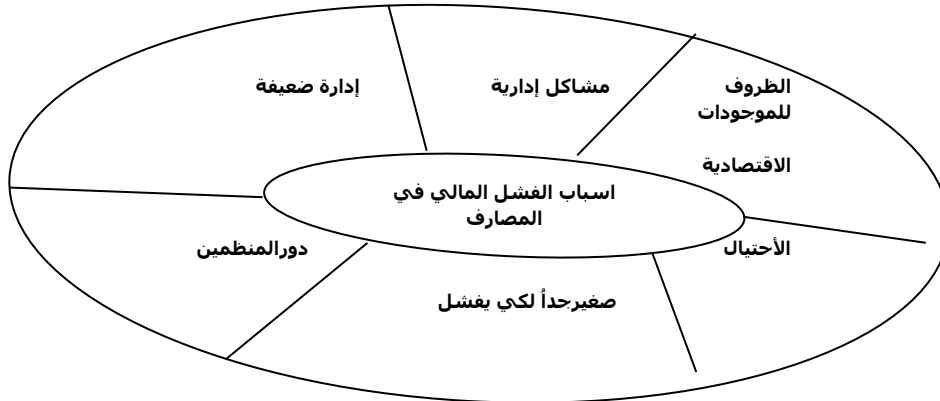 الظروف
للموجودات
الاقتصادية
مشاكل إدارية
إدارة ضعيفة
اسباب الفشل المالي في
المصارف
الأحتيال
دورالمنظمين
صغيرجداُ لكي يفشل